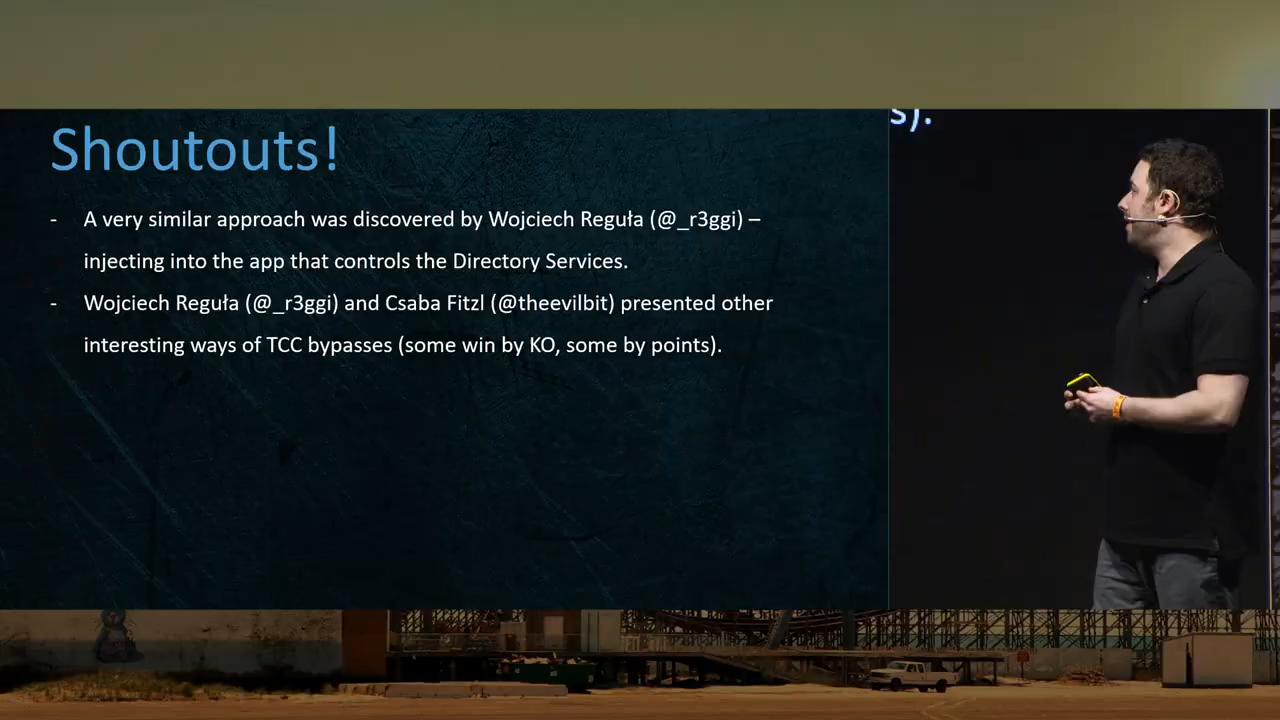 Shoutouts!
- A very similar approach was discovered by Wojciech Reguła (@_r3ggi) –
injecting into the app that controls the Directory Services.
- Wojciech Reguła (@_r3ggi) and Csaba Fitzl (@theevilbit) presented other
interesting ways of TCC bypasses (some win by KO, some by points).
s).